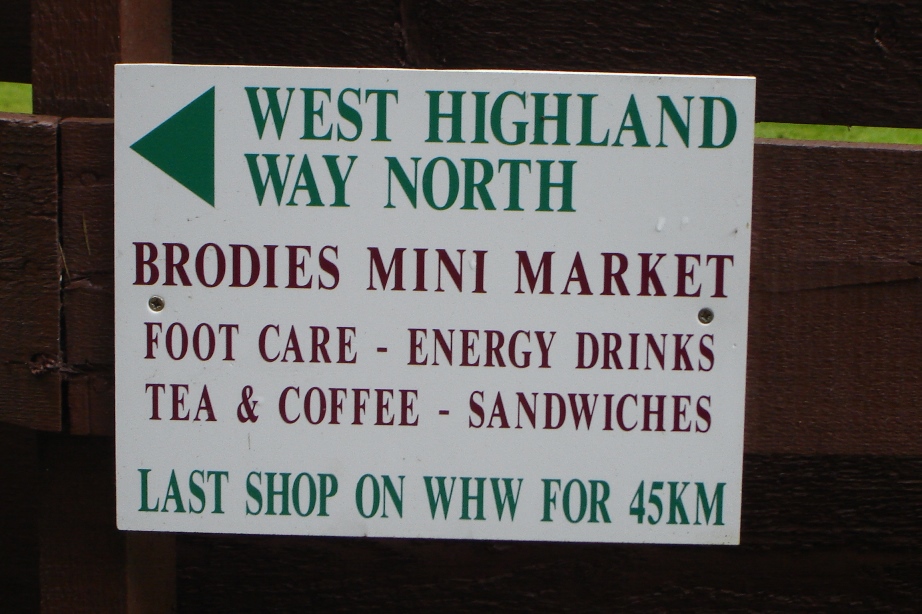 WEST HIGHLAND
WAY NORTH
BRODIES MINI MARKET
FOOT CARE - ENERGY DRINKS
TEA & COFFEE - SANDWICHES
LAST SHOP ON WHW FOR 45KM